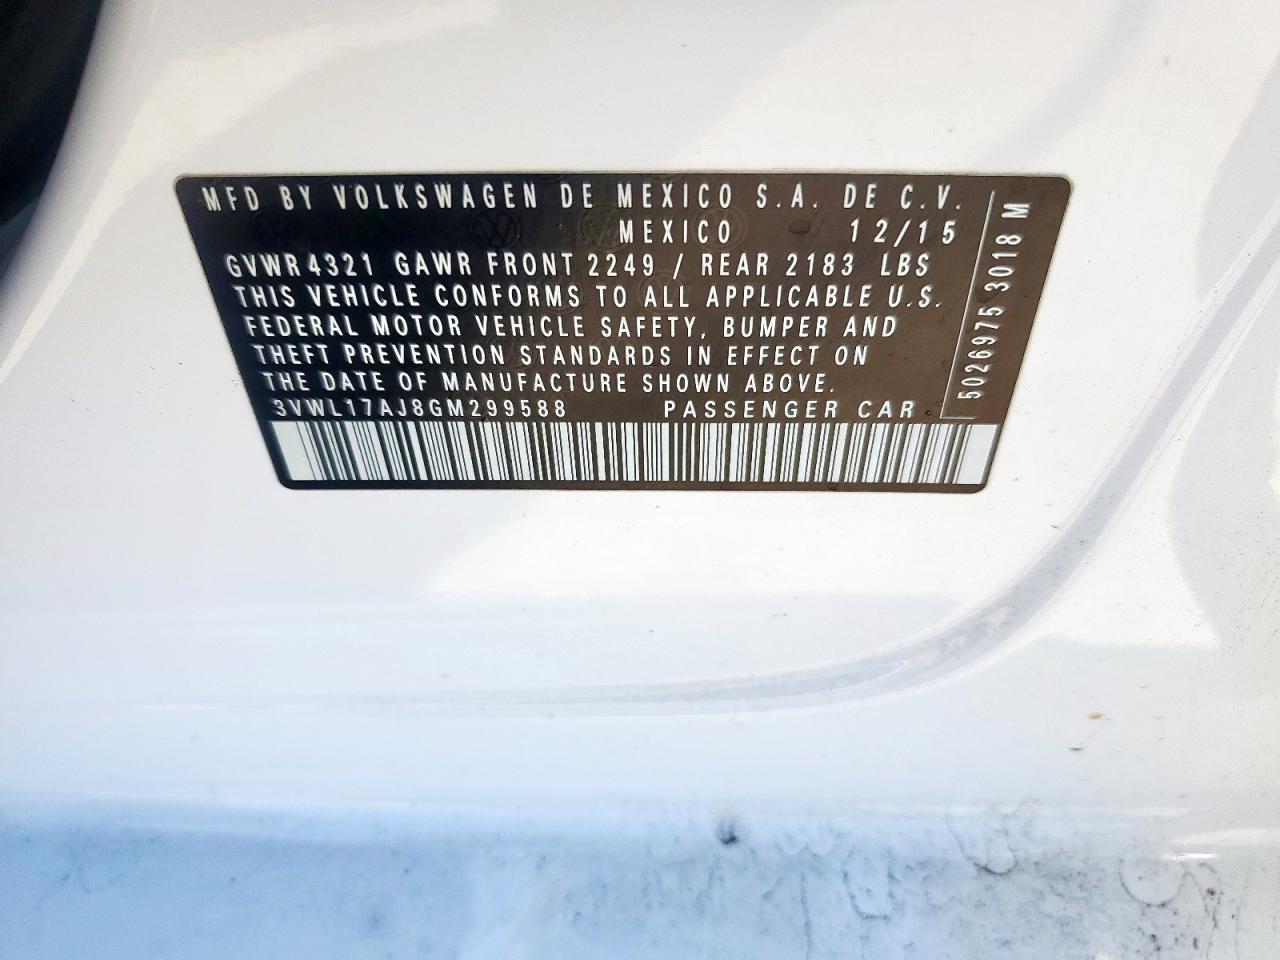 MFD BY VOLKSWAGEN DE MEXICO S.A. DE C.V.
MEXICO 12/15
GVWR 4321 GAWR FRONT 2249 / REAR 2183 LBS
THIS VEHICLE CONFORMS TO ALL APPLICABLE U.S.
FEDERAL MOTOR VEHICLE SAFETY, BUMPER AND
THEFT PREVENTION STANDARDS IN EFFECT ON
THE DATE OF MANUFACTURE SHOWN ABOVE.
3VWL17AJ8GM299588 PASSENGER CAR
5026975 3018 M